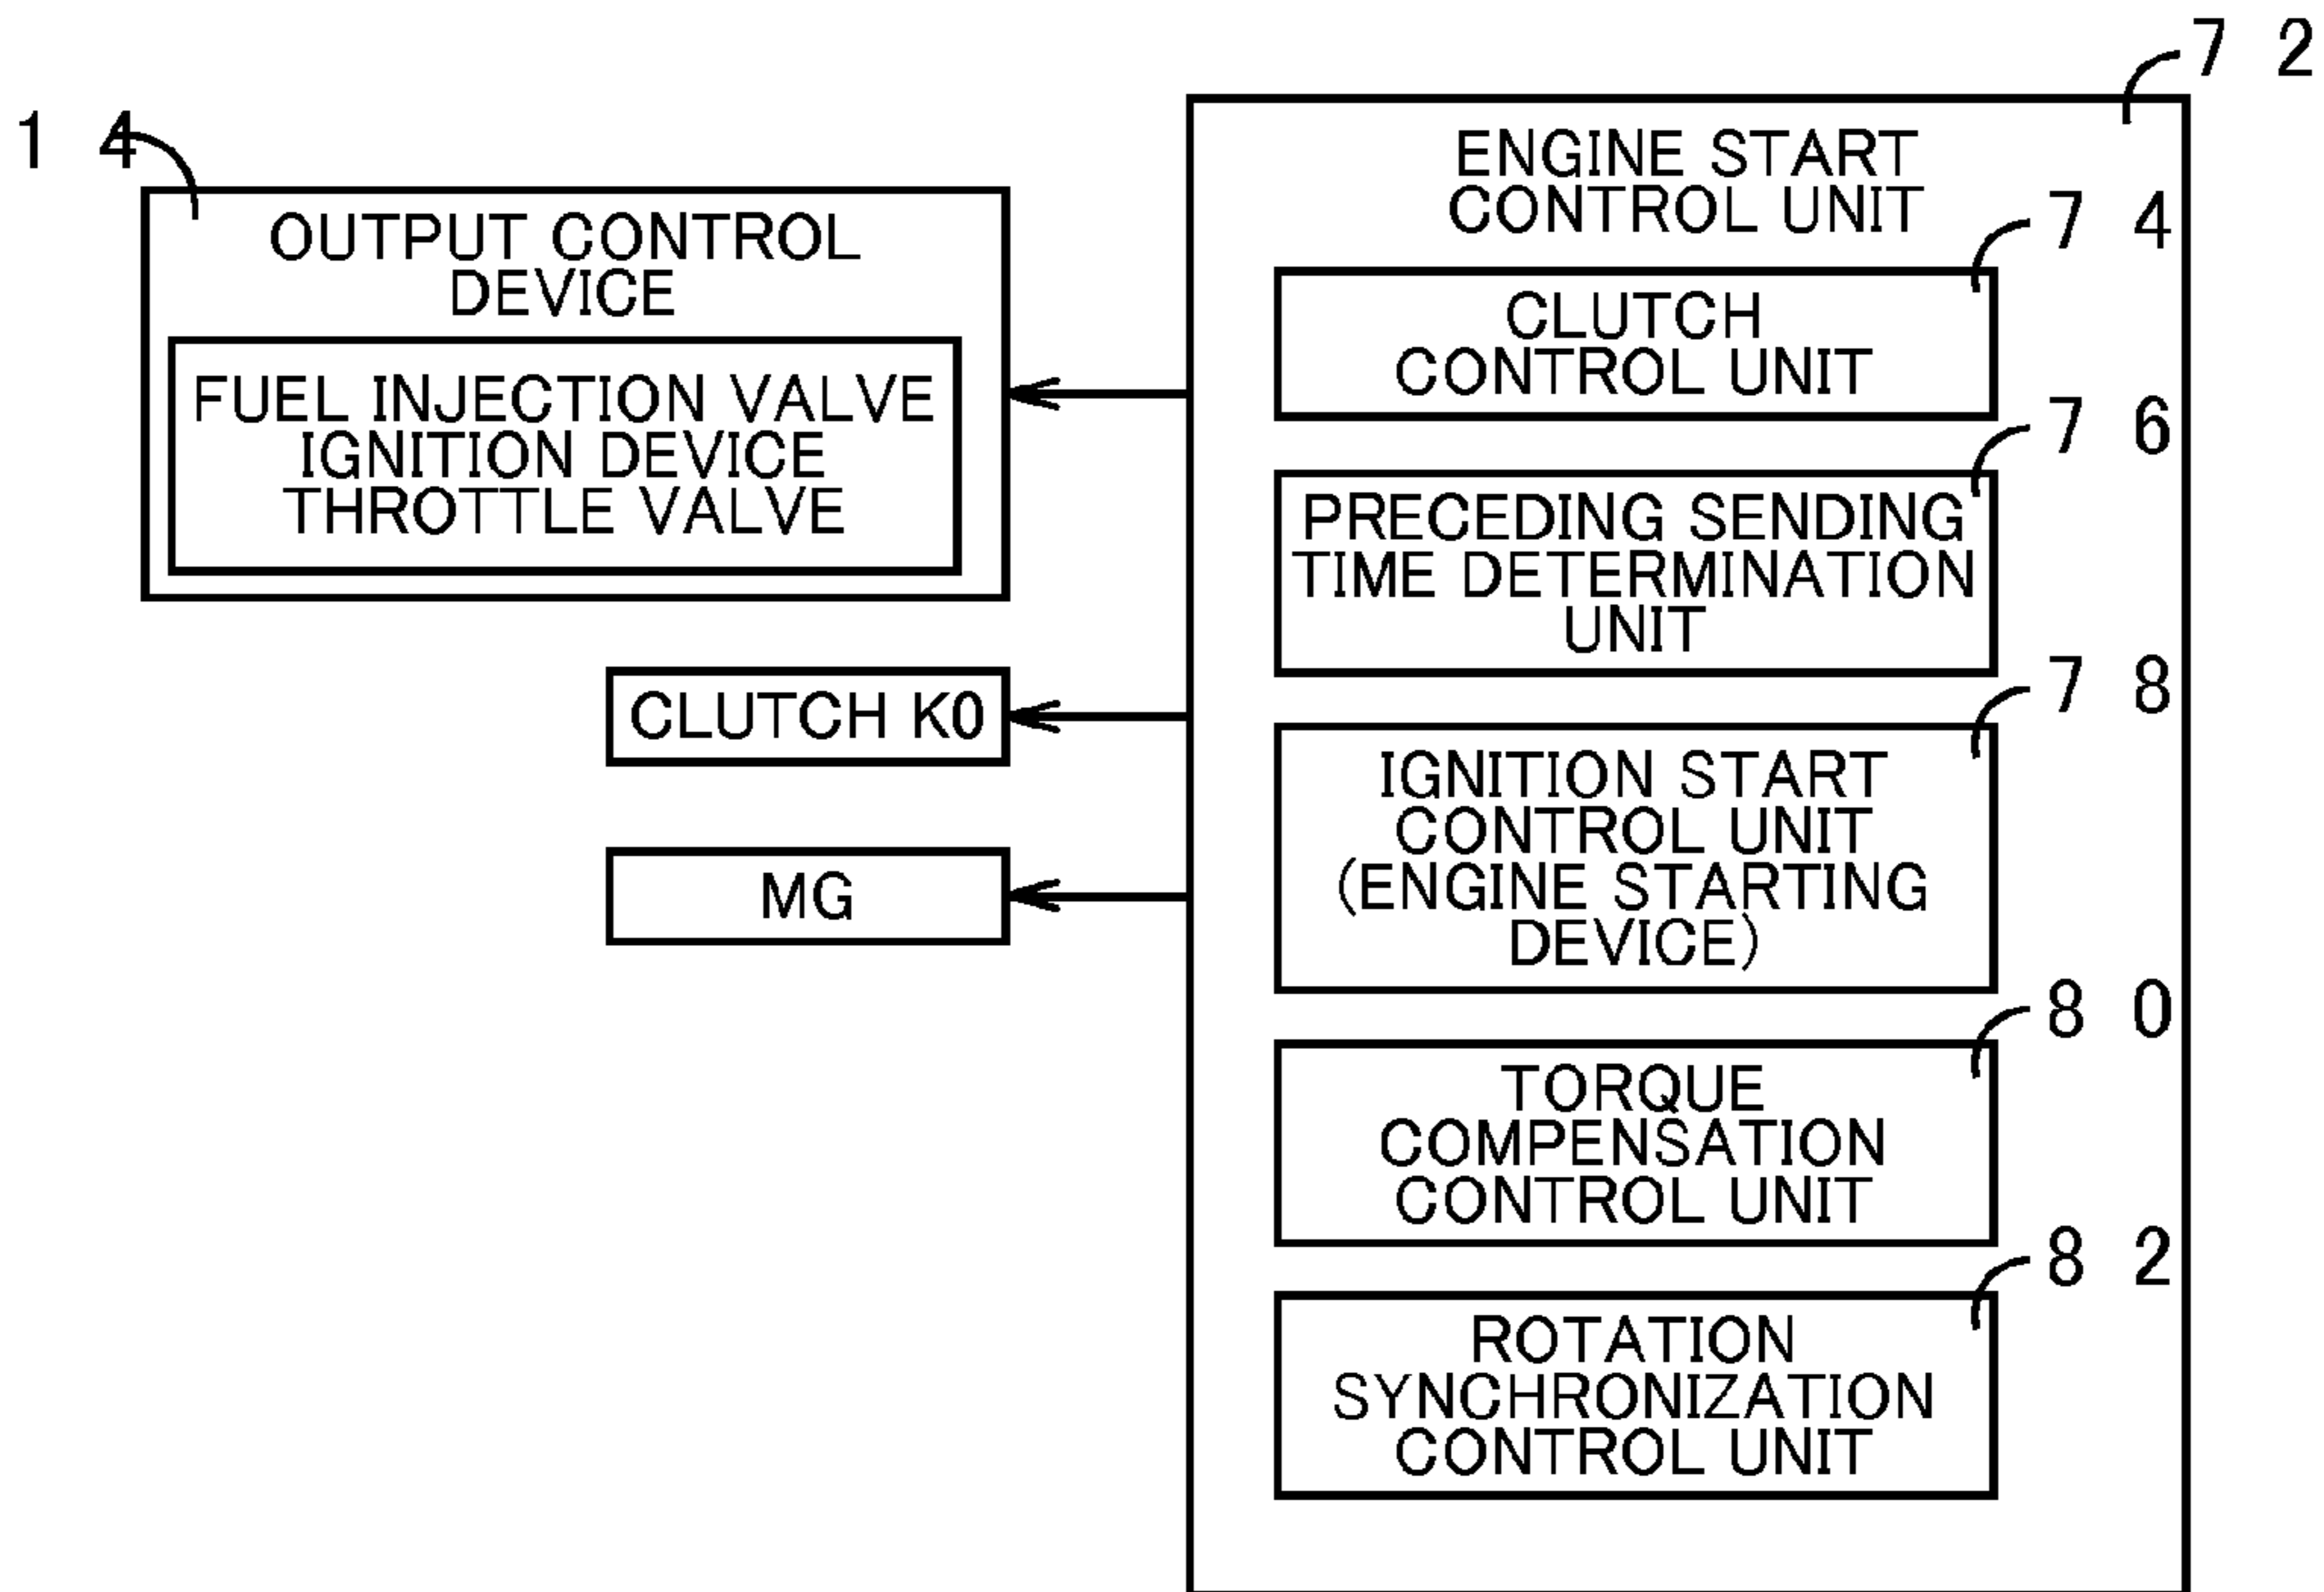 1 4
OUTPUT CONTROL
DEVICE
FUEL INJECTION VALVE
IGNITION DEVICE
THROTTLE VALVE
CLUTCH K0
MG
7 2
ENGINE START
CONTROL UNIT
7 4
CLUTCH
CONTROL UNIT
7 6
PRECEDING SENDING
TIME DETERMINATION
UNIT
7 8
IGNITION START
CONTROL UNIT
(ENGINE STARTING
DEVICE)
8 0
TORQUE
COMPENSATION
CONTROL UNIT
8 2
ROTATION
SYNCHRONIZATION
CONTROL UNIT